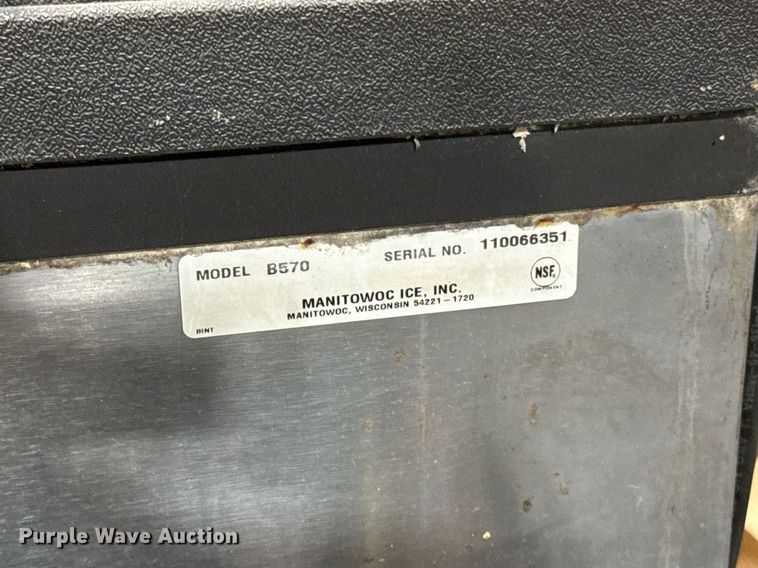 MODEL B570 SERIAL NO. 110066351
NSF®
COMPONENT
MANITOWOC ICE, INC.
MANITOWOC, WISCONSIN 54221-1720
BINT
Purple Wave Auction